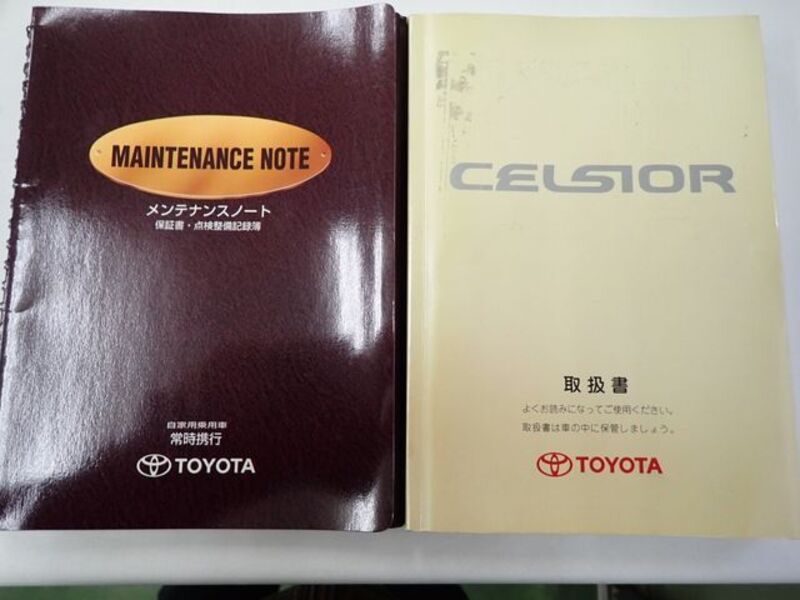 MAINTENANCE NOTE
メンテナンスノート
保証書・点検整備記録簿
自家用乗用車
常時携行
TOYOTA
CELSIOR
取扱書
よくお読みになってご使用ください。
取扱書は車の中に保管しましょう。
TOYOTA